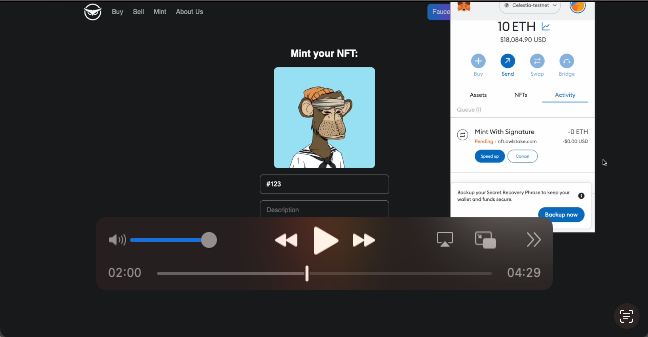 Buy Sell Mint About Us
Celestia-testnet
10 ETH
$18,084.90 USD
Buy Send Swap Bridge
Assets NFTs Activity
Queue (1)
Mint With Signature -0 ETH
Pending · nft.owlstake.com -$0.00 USD
Speed up Cancel
Backup your Secret Recovery Phrase to keep your
wallet and funds secure.
Backup now
Mint your NFT:
#123
Description
02:00 04:29